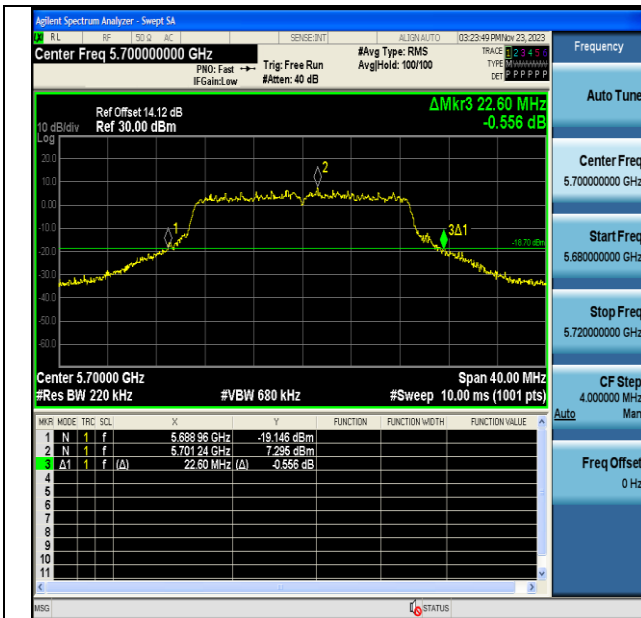 Agilent Spectrum Analyzer - Swept SA
RL RF 50 Ω AC SENSE:INT ALIGN AUTO 03:23:49 PM Nov 23, 2023
Center Freq 5.700000000 GHz #Avg Type: RMS TRACE 1 2 3 4 5 6
PNO: Fast Trig: Free Run Avg|Hold: 100/100 TYPE MWWWWW
IFGain:Low #Atten: 40 dB DET P P P P P P
ΔMkr3 22.60 MHz
-0.556 dB
Ref Offset 14.12 dB
10 dB/div Ref 30.00 dBm
Log
20.0
10.0
0.00
-10.0
-20.0
-30.0
-40.0
-50.0
-60.0
1
2
3Δ1
-18.70 dBm
Center 5.70000 GHz Span 40.00 MHz
#Res BW 220 kHz #VBW 680 kHz #Sweep 10.00 ms (1001 pts)
MKR MODE TRC SCL X Y FUNCTION FUNCTION WIDTH FUNCTION VALUE
1 N 1 f 5.688 96 GHz -19.146 dBm
2 N 1 f 5.701 24 GHz 7.295 dBm
3 Δ1 1 f (Δ) 22.60 MHz (Δ) -0.556 dB
4
5
6
7
8
9
10
11
MSG STATUS
Frequency
Auto Tune
Center Freq
5.700000000 GHz
Start Freq
5.680000000 GHz
Stop Freq
5.720000000 GHz
CF Step
4.000000 MHz
Auto Man
Freq Offset
0 Hz